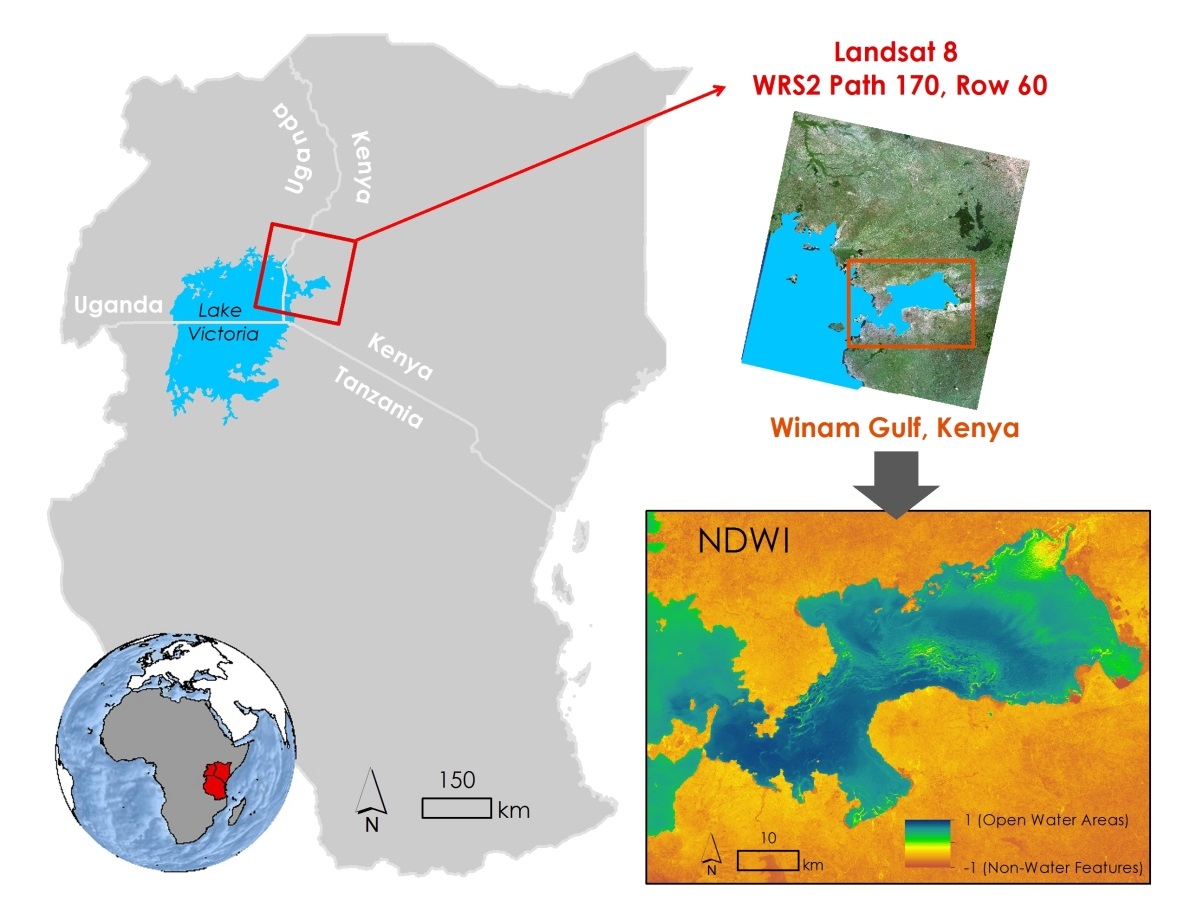 Landsat 8
WRS2 Path 170, Row 60
Uganda
Kenya
Uganda
Lake
Victoria
Kenya
Tanzania
Winam Gulf, Kenya
NDWI
150
km
N
10
km
N
1 (Open Water Areas)
-1 (Non-Water Features)